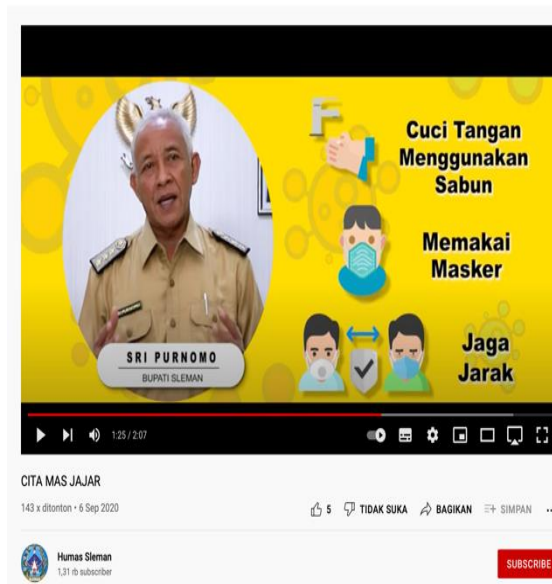 Cuci Tangan
Menggunakan
Sabun
Memakai
Masker
Jaga
Jarak
SRI PURNOMO
BUPATI SLEMAN
1:25 / 2:07
CITA MAS JAJAR
143 x ditonton • 6 Sep 2020
5 TIDAK SUKA BAGIKAN SIMPAN ...
Humas Sleman
1,31 rb subscriber
SUBSCRIBE